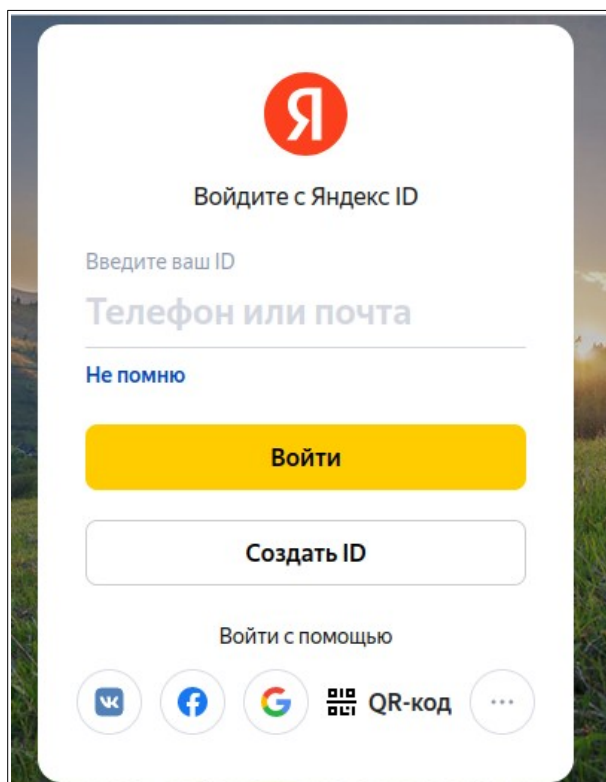 Я
Войдите с Яндекс ID
Введите ваш ID
Телефон или почта
Не помню
Войти
Создать ID
Войти с помощью
QR-код